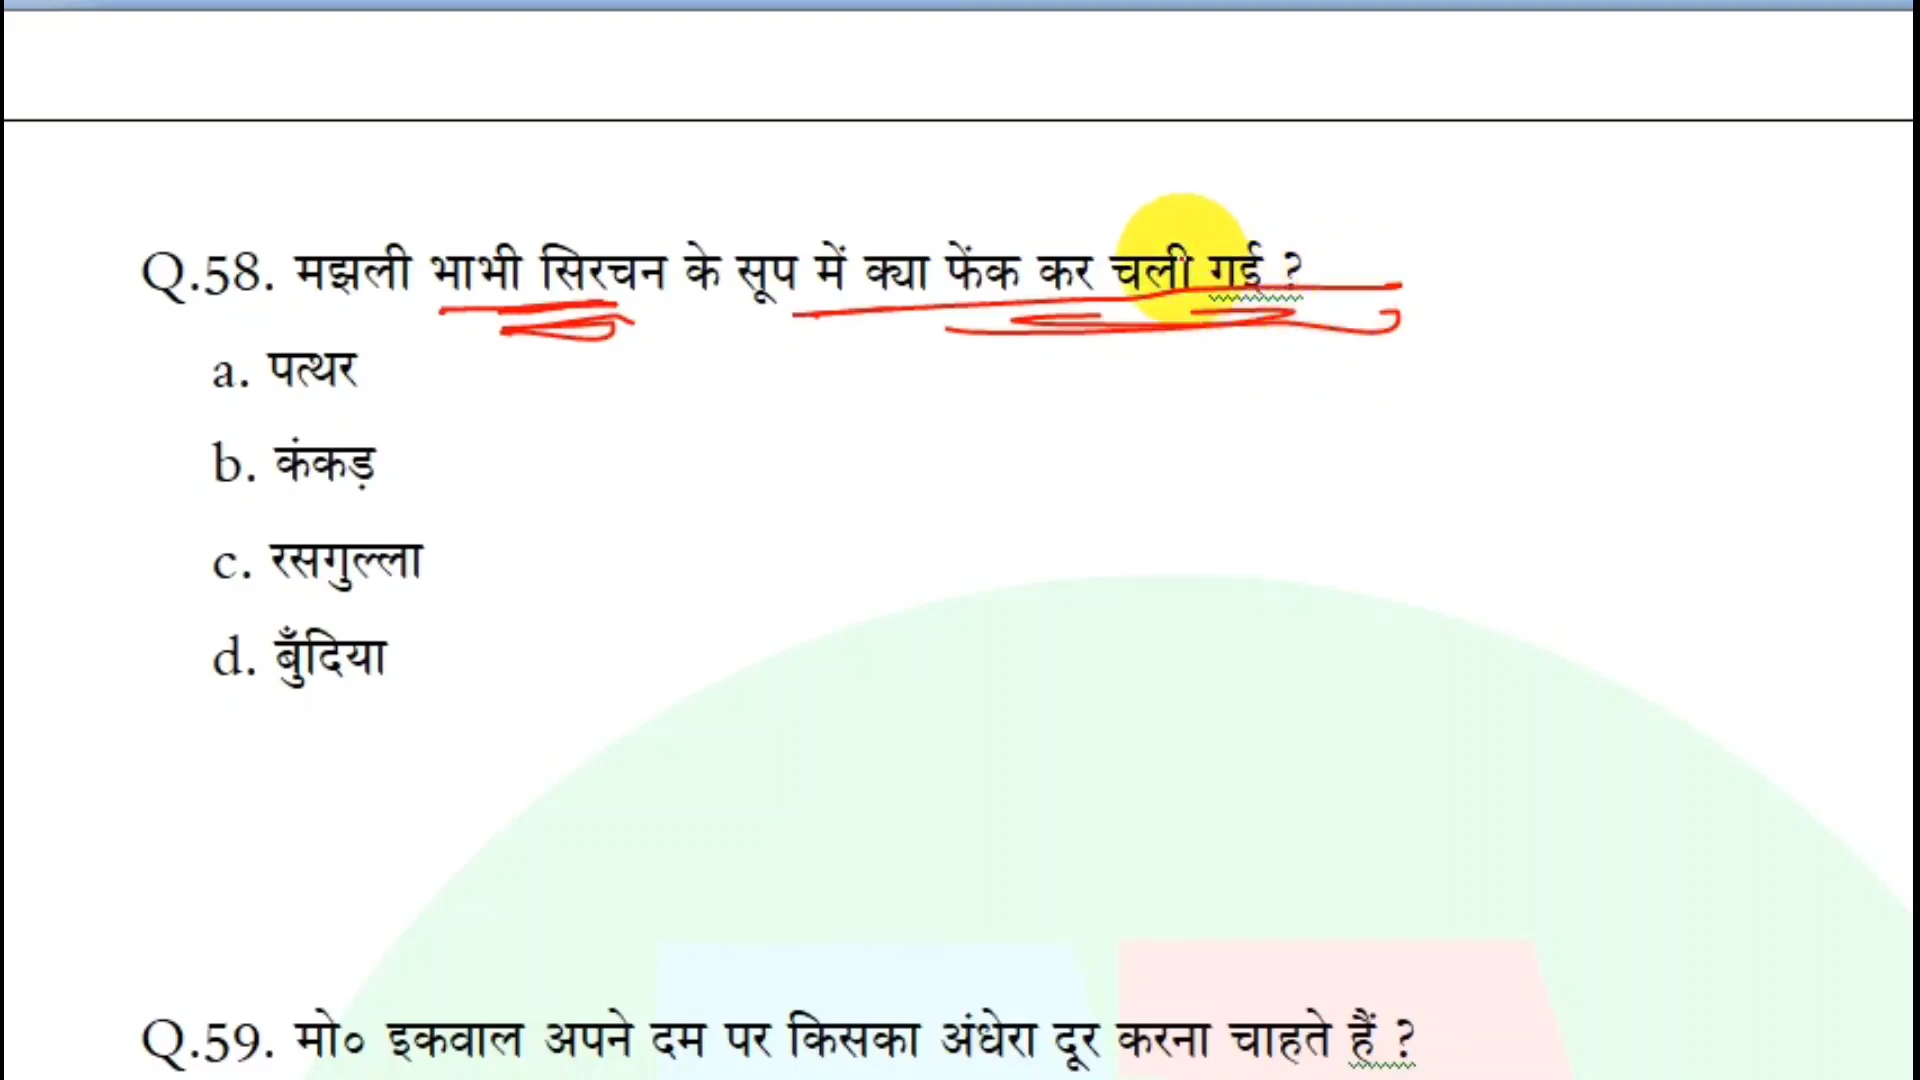 Q.58. मझली भाभी सिरचन के सूप में क्या फेंक कर चली गई ?
a. पत्थर
b. कंकड़
c. रसगुल्ला
d. बुँदिया
Q.59. मो० इकवाल अपने दम पर किसका अंधेरा दूर करना चाहते हैं ?